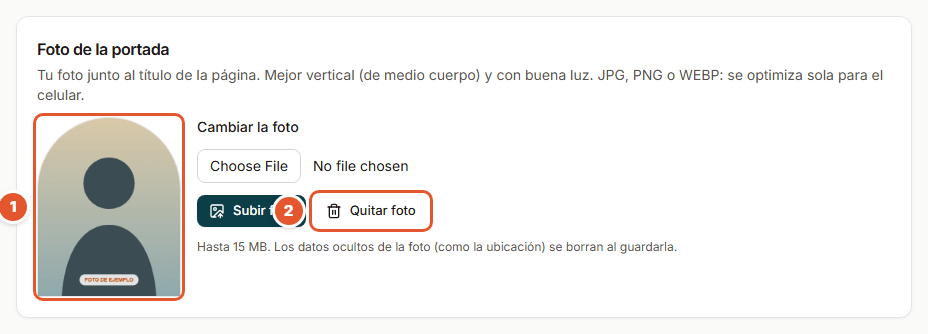 Foto de la portada
Tu foto junto al título de la página. Mejor vertical (de medio cuerpo) y con buena luz. JPG, PNG o WEBP: se optimiza sola para el
celular.
Cambiar la foto
Choose File No file chosen
1
Subir 2 Quitar foto
FOTO DE EJEMPLO
Hasta 15 MB. Los datos ocultos de la foto (como la ubicación) se borran al guardarla.